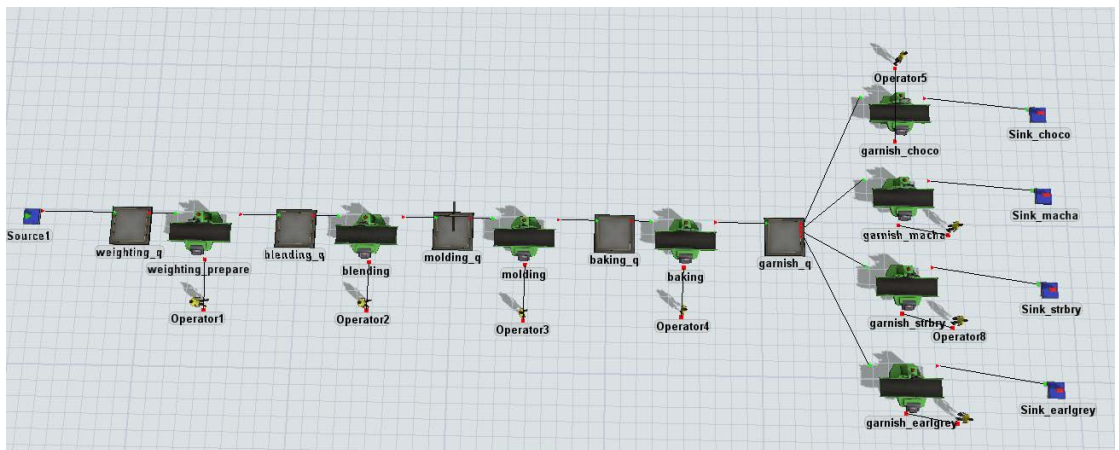 Operator5
garnish_choco
Sink_choco
garnish_macha
Sink_macha
Source1
weighting_q
weighting_prepare
blending_q
blending
molding_q
molding
baking_q
baking
garnish_q
Operator1
Operator2
Operator3
Operator4
garnish_strbry
Operator8
Sink_strbry
garnish_earlgrey
Sink_earlgrey